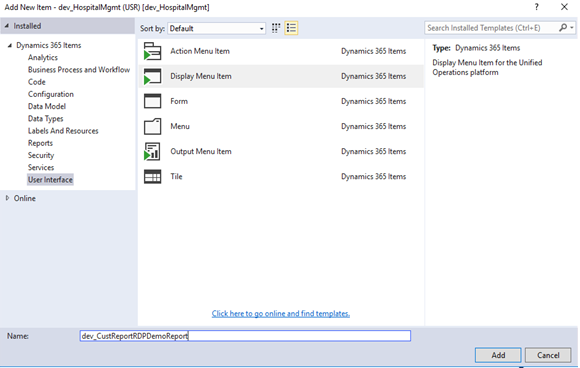 Add New Item - dev_HospitalMgmt (USR) [dev_HospitalMgmt]
? ×
Installed
Sort by: Default
Search Installed Templates (Ctrl+E)
Dynamics 365 Items
Analytics
Business Process and Workflow
Code
Configuration
Data Model
Data Types
Labels And Resources
Reports
Security
Services
User Interface
Online
Action Menu Item Dynamics 365 Items
Display Menu Item Dynamics 365 Items
Form Dynamics 365 Items
Menu Dynamics 365 Items
Output Menu Item Dynamics 365 Items
Tile Dynamics 365 Items
Click here to go online and find templates.
Type: Dynamics 365 Items
Display Menu Item for the Unified
Operations platform
Name: dev_CustReportRDPDemoReport
Add Cancel